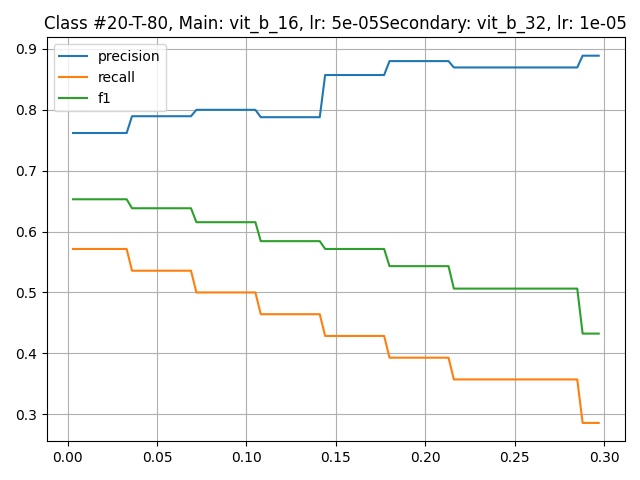 Class #20-T-80, Main: vit_b_16, lr: 5e-05Secondary: vit_b_32, lr: 1e-05
precision
recall
f1
0.9
0.8
0.7
0.6
0.5
0.4
0.3
0.00 0.05 0.10 0.15 0.20 0.25 0.30